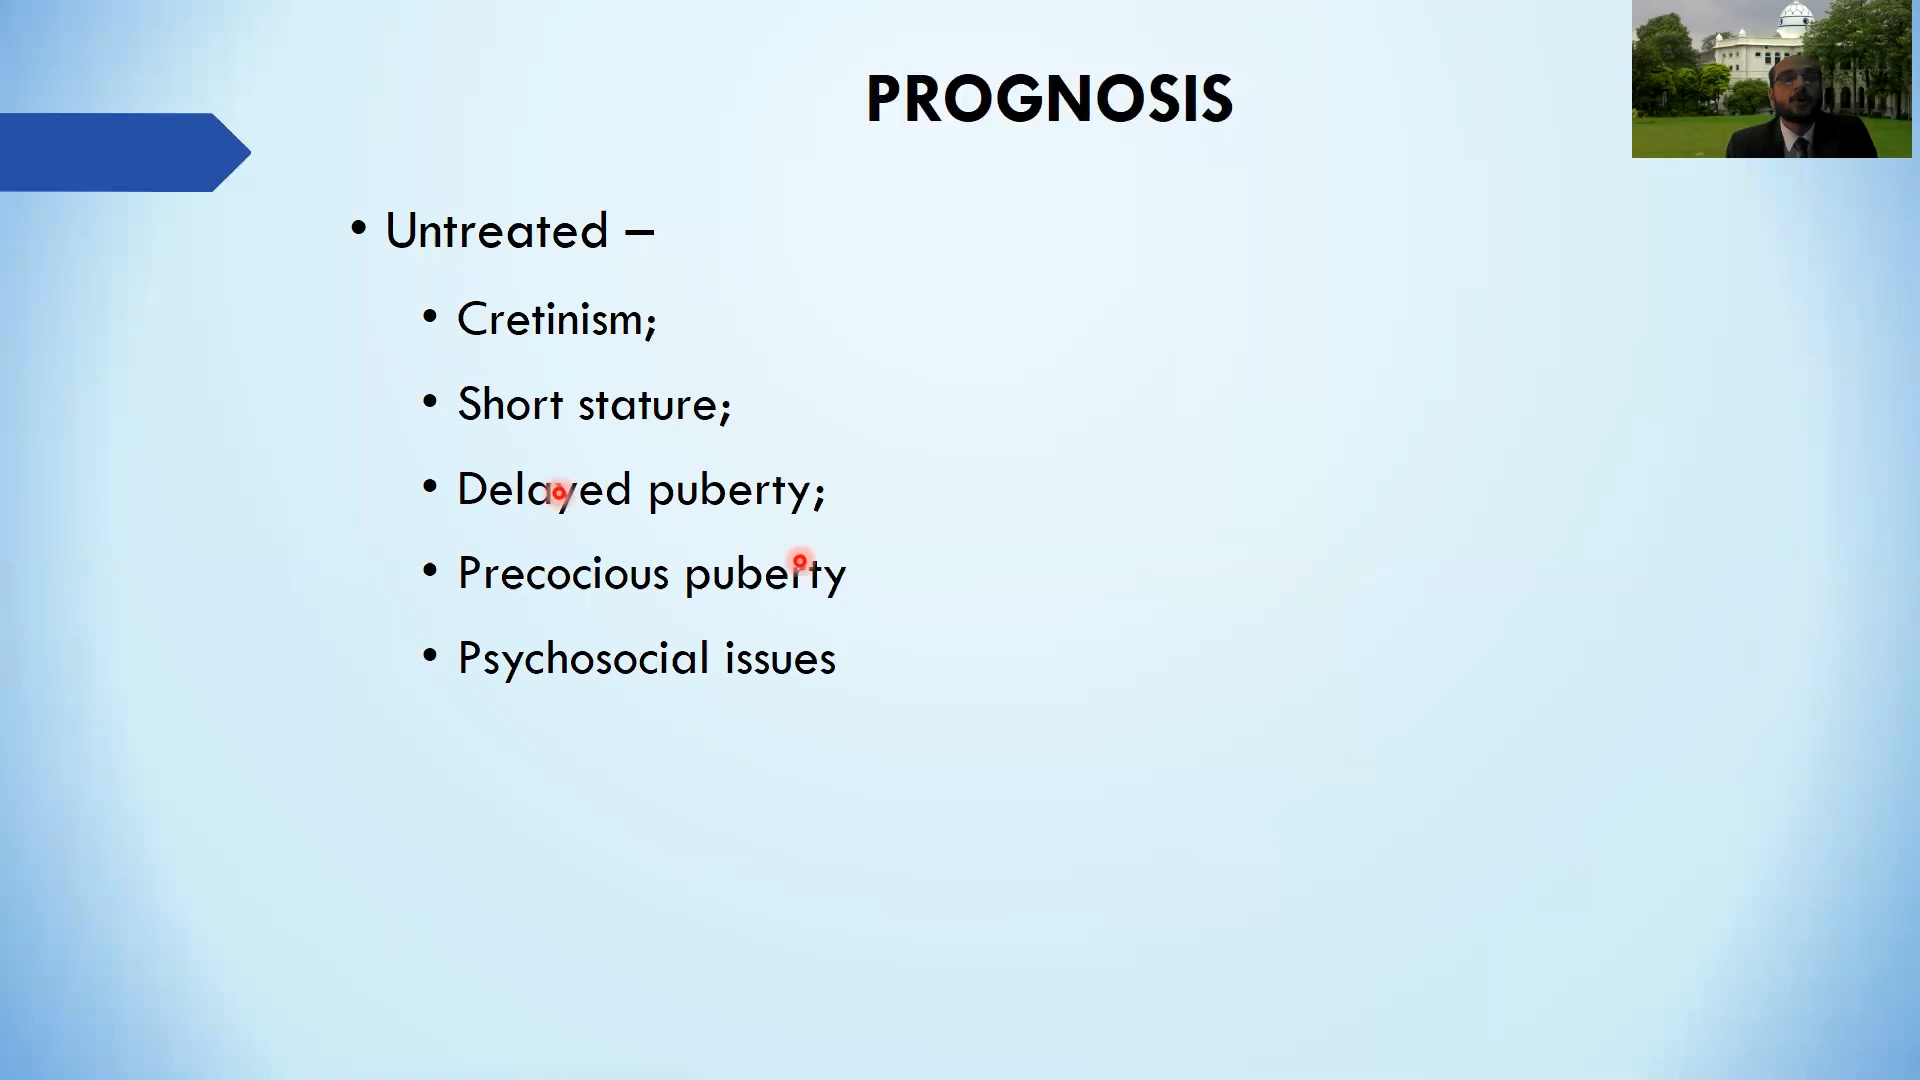 PROGNOSIS
• Untreated –
• Cretinism;
• Short stature;
• Delayed puberty;
• Precocious puberty
• Psychosocial issues